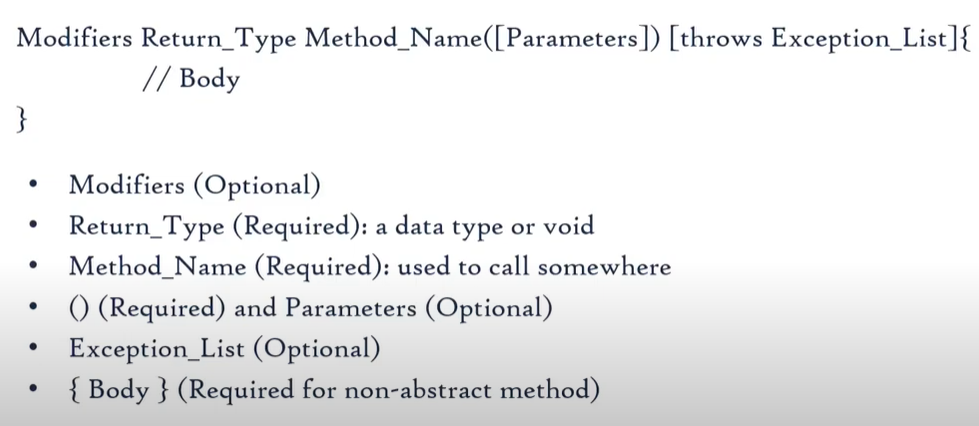 Modifiers Return_Type Method_Name([Parameters]) [throws Exception_List]{
// Body
}
• Modifiers (Optional)
• Return_Type (Required): a data type or void
• Method_Name (Required): used to call somewhere
• () (Required) and Parameters (Optional)
• Exception_List (Optional)
• { Body } (Required for non-abstract method)